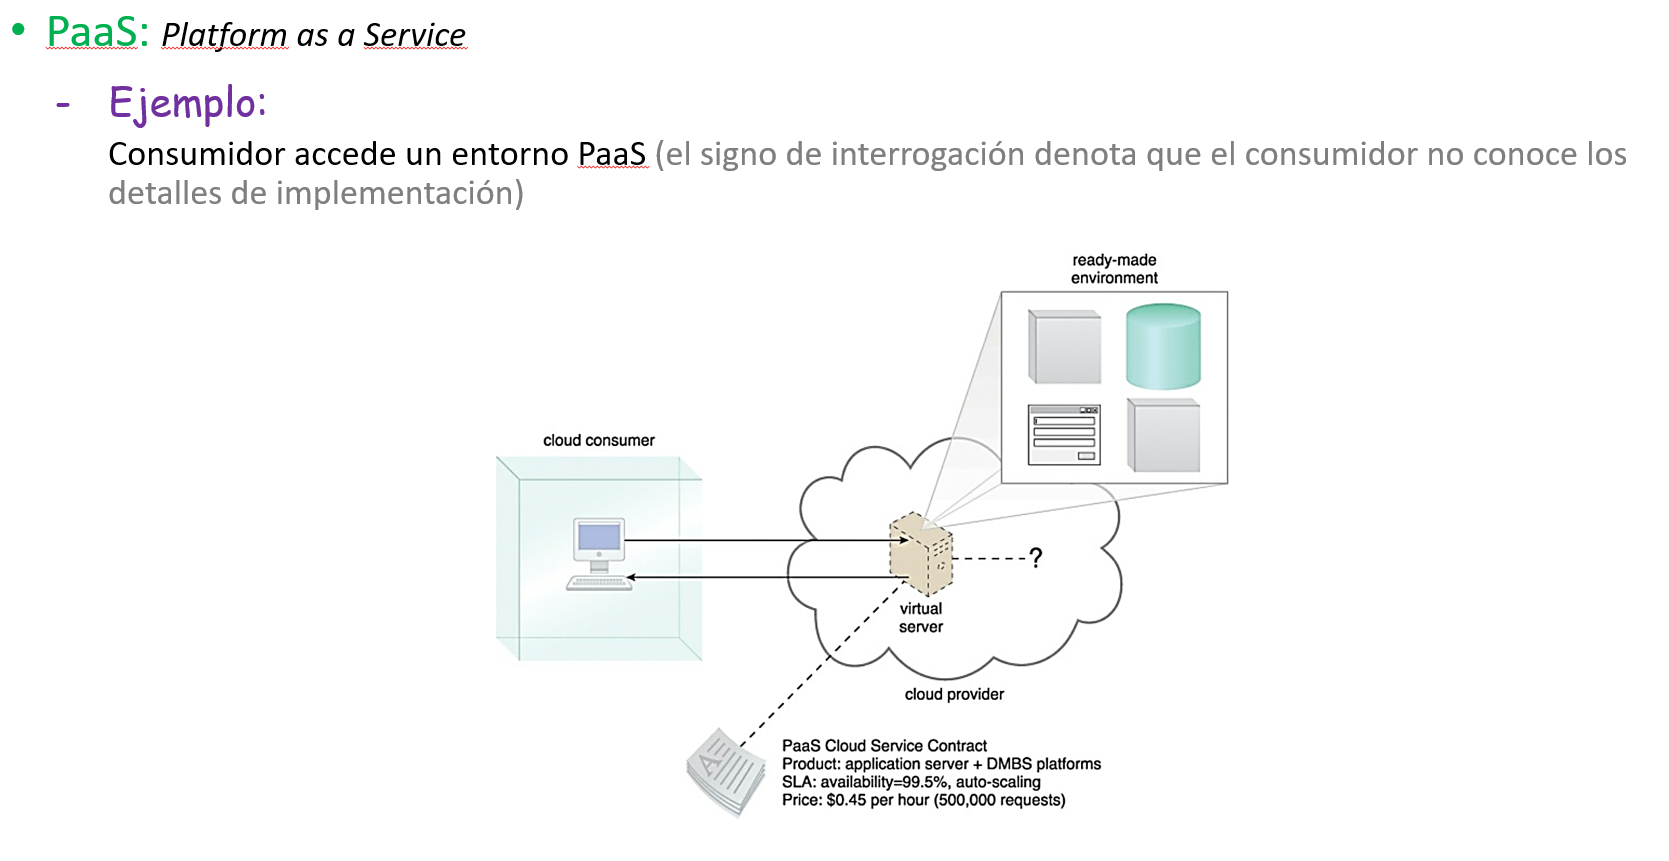 • PaaS: Platform as a Service
- Ejemplo:
Consumidor accede un entorno PaaS (el signo de interrogación denota que el consumidor no conoce los
detalles de implementación)
ready-made
environment
cloud consumer
?
virtual
server
cloud provider
A
PaaS Cloud Service Contract
Product: application server + DMBS platforms
SLA: availability=99.5%, auto-scaling
Price: $0.45 per hour (500,000 requests)